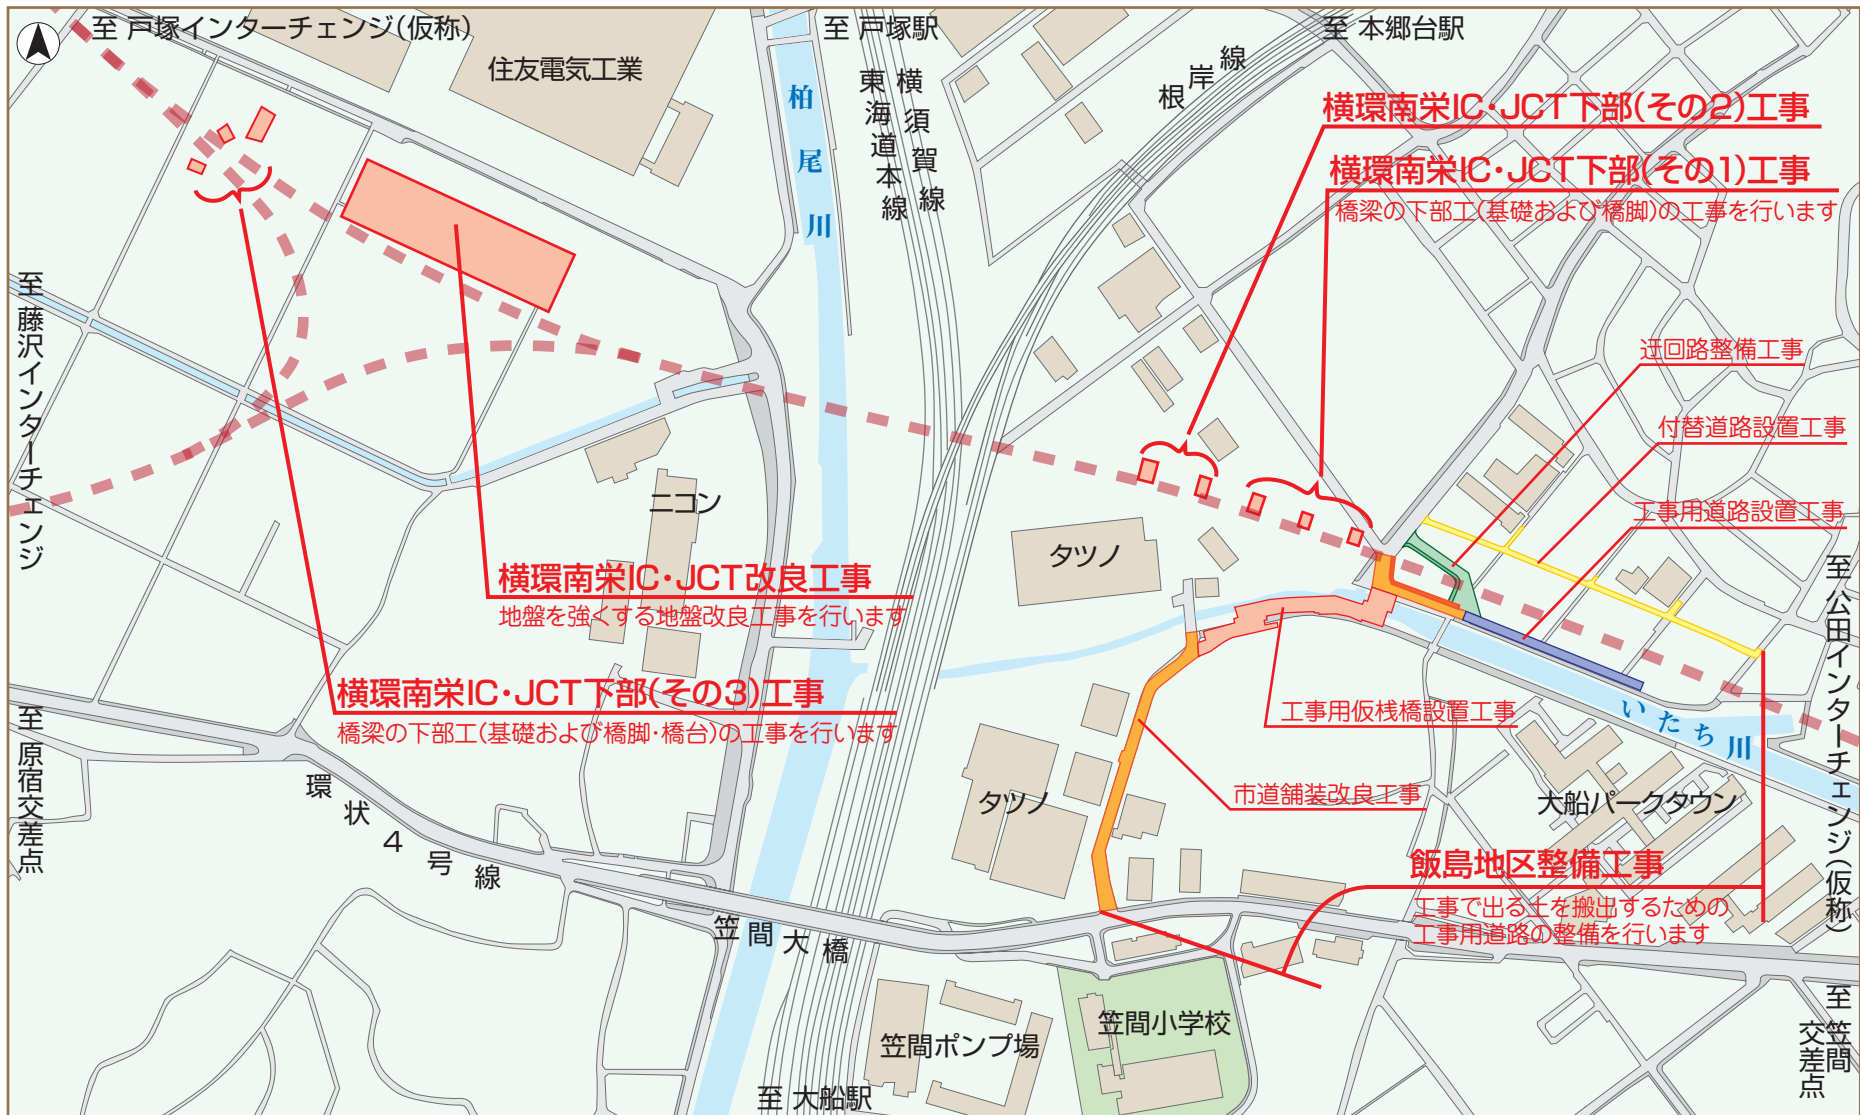 至 戸塚インターチェンジ(仮称)
至 戸塚駅
至 本郷台駅
住友電気工業
柏尾川
東海道本線
横須賀線
根岸線
横環南栄IC・JCT下部(その2)工事
横環南栄IC・JCT下部(その1)工事
橋梁の下部工(基礎および橋脚)の工事を行います
至 藤沢インターチェンジ
迂回路整備工事
付替道路設置工事
工事用道路設置工事
ニコン
タツノ
横環南栄IC・JCT改良工事
地盤を強くする地盤改良工事を行います
至 公田インターチェンジ(仮称)
横環南栄IC・JCT下部(その3)工事
橋梁の下部工(基礎および橋脚・橋台)の工事を行います
工事用仮桟橋設置工事
いたち川
至 原宿交差点
環状4号線
タツノ
市道舗装改良工事
大船パークタウン
飯島地区整備工事
工事で出る土を搬出するための
工事用道路の整備を行います
笠間大橋
至 笠間
交差点
笠間小学校
笠間ポンプ場
至 大船駅